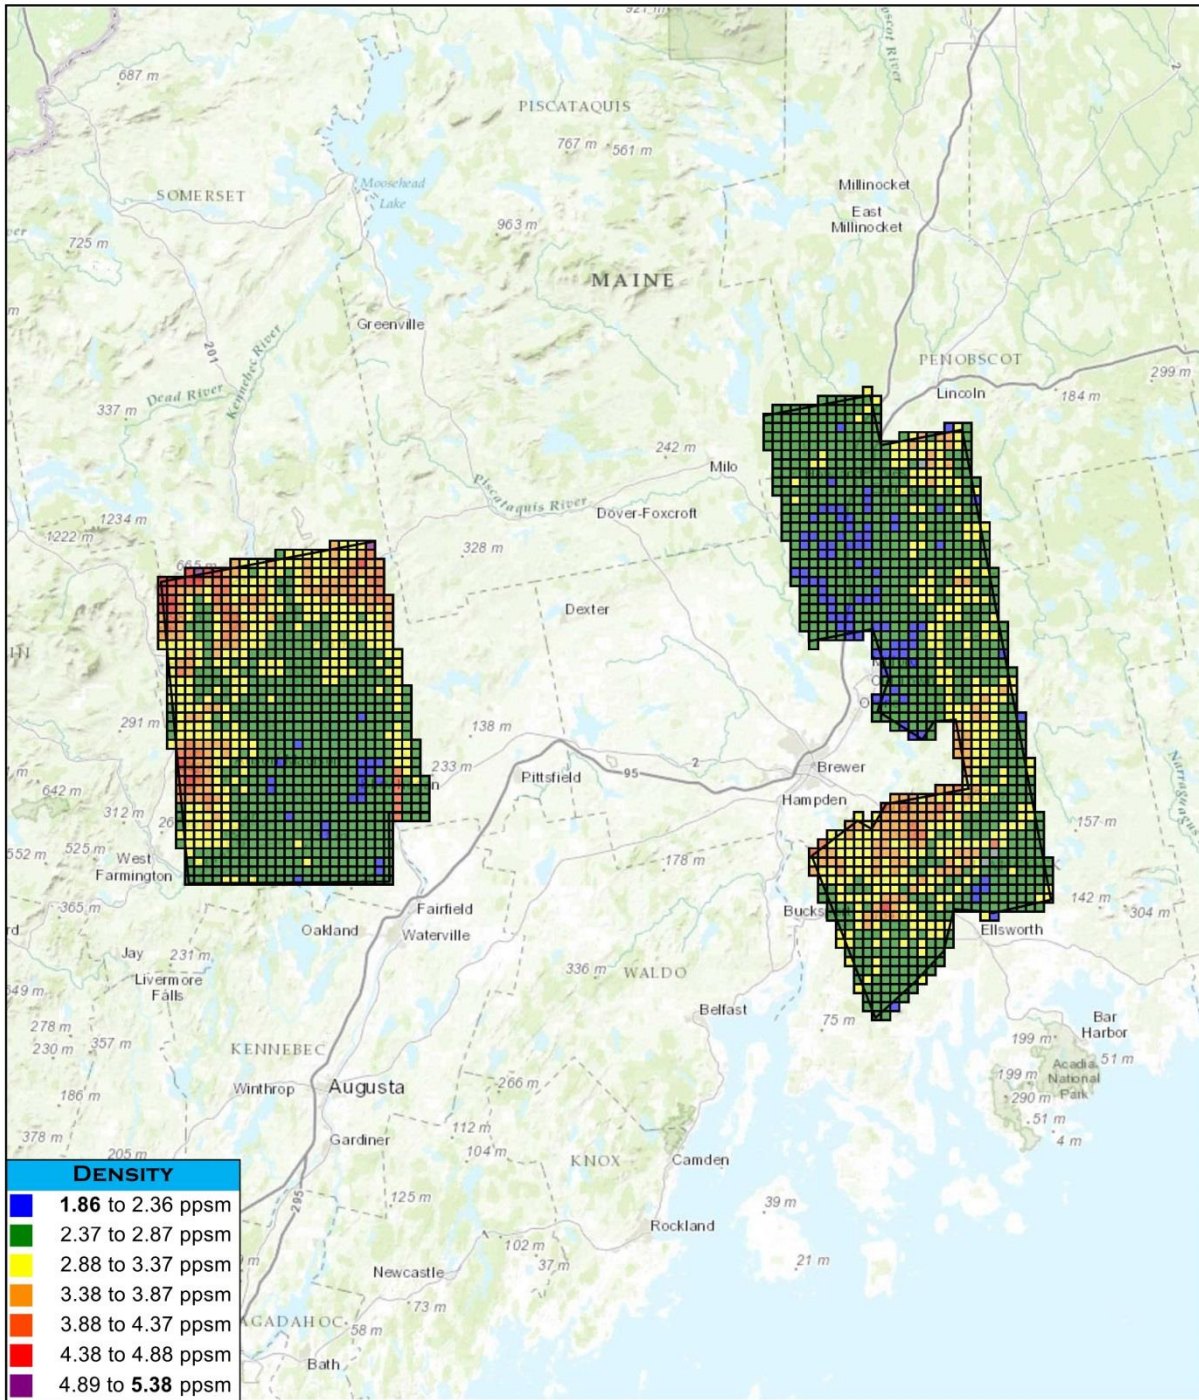 687 m
PISCATAQUIS
767 m
561 m
SOMERSET
Moosehead
Lake
Millinocket
East
Millinocket
725 m
963 m
MAINE
Greenville
201
Kennebec River
Dead River
PENOBSCOT
299 m
Lincoln
184 m
337 m
242 m
Milo
Piscataquis River
Dover-Foxcroft
1234 m
1222 m
328 m
665 m
Dexter
291 m
138 m
233 m
Pittsfield
95
2
2
Brewer
Hampden
642 m
312 m
157 m
Narraguagus
525 m
552 m
West
Farmington
178 m
365 m
142 m
304 m
Fairfield
Oakland
Waterville
Ellsworth
Jay
231 m
336 m
WALDO
Livermore
Falls
Belfast
75 m
Bar
Harbor
278 m
230 m
357 m
199 m
51 m
KENNEBEC
Acadia
National
Park
199 m
290 m
Winthrop
Augusta
266 m
186 m
51 m
4 m
378 m
Gardiner
112 m
104 m
205 m
KNOX
Camden
DENSITY
1.86 to 2.36 ppsm
2.37 to 2.87 ppsm
2.88 to 3.37 ppsm
3.38 to 3.87 ppsm
3.88 to 4.37 ppsm
4.38 to 4.88 ppsm
4.89 to 5.38 ppsm
295
125 m
39 m
Rockland
102 m
37 m
21 m
Newcastle
73 m
AGADAHOC
58 m
Bath